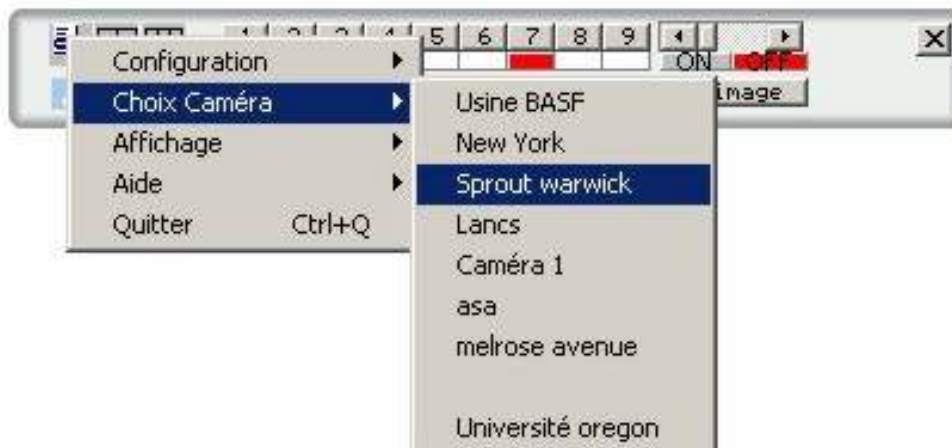 5 6 7 8 9
ON OFF
image
Configuration
Choix Caméra
Affichage
Aide
Quitter Ctrl+Q
Usine BASF
New York
Sprout warwick
Lancs
Caméra 1
asa
melrose avenue
Université oregon